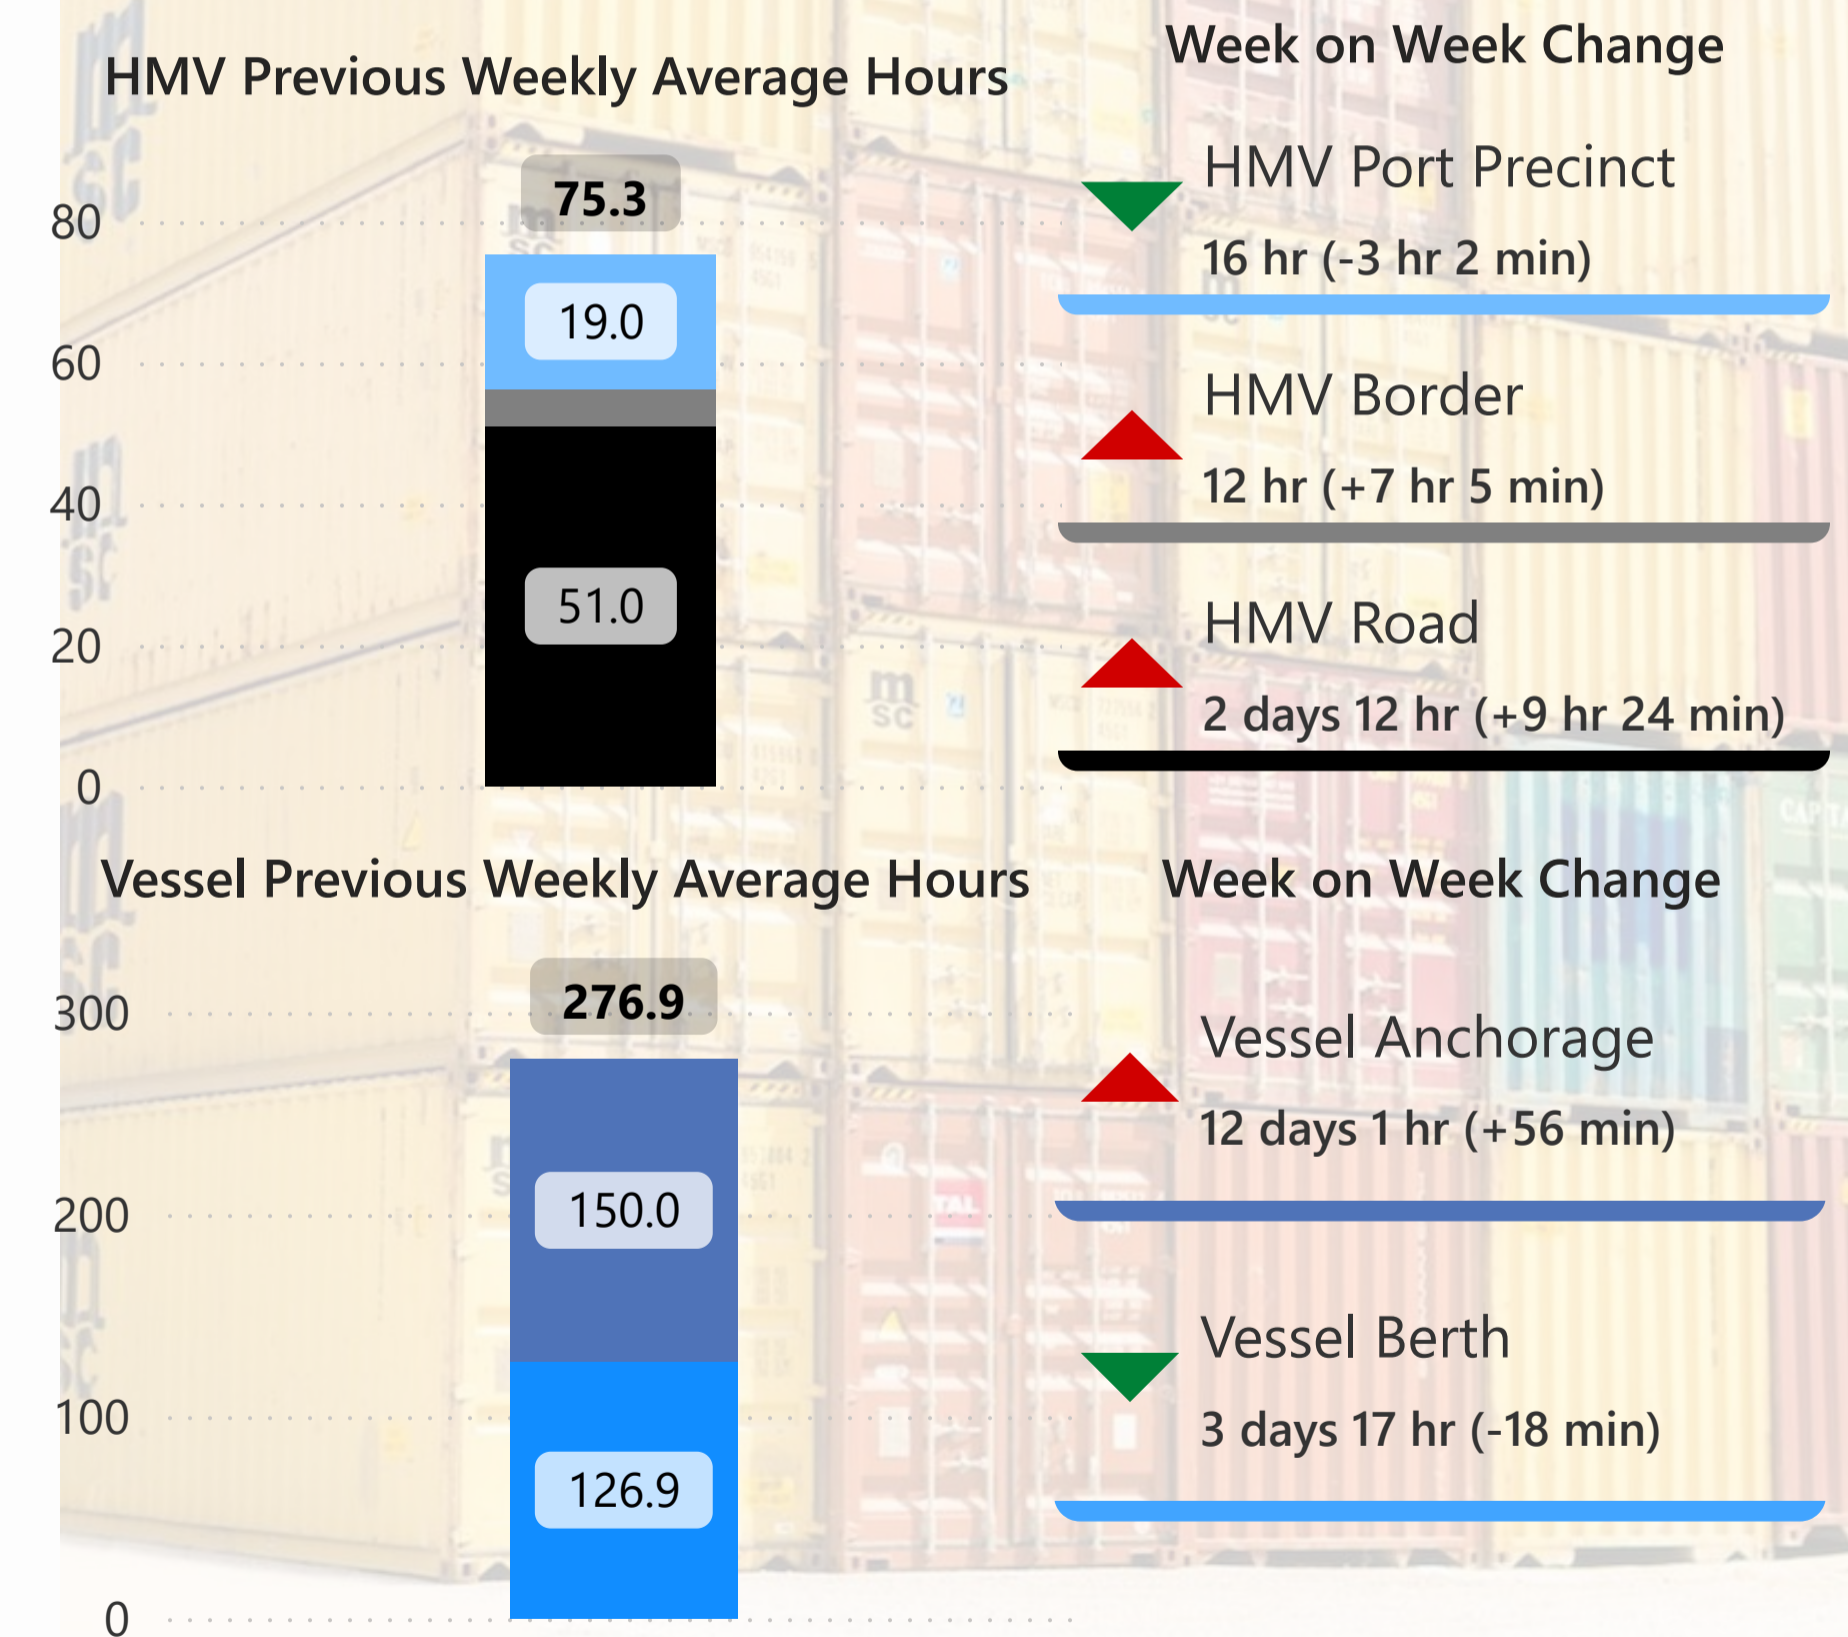 HMV Previous Weekly Average Hours
75.3
80
19.0
60
40
51.0
20
0
Week on Week Change
HMV Port Precinct
16 hr (-3 hr 2 min)
HMV Border
12 hr (+7 hr 5 min)
HMV Road
2 days 12 hr (+9 hr 24 min)
Vessel Previous Weekly Average Hours
276.9
300
150.0
200
100
126.9
0
Week on Week Change
Vessel Anchorage
12 days 1 hr (+56 min)
Vessel Berth
3 days 17 hr (-18 min)
m
sc